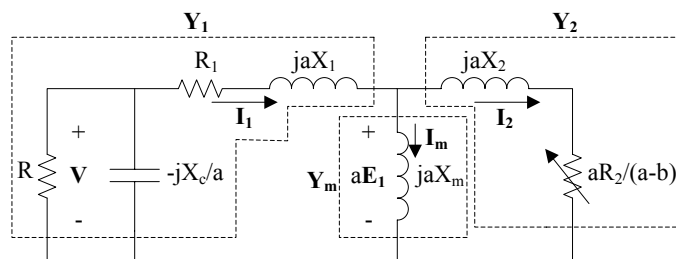 Y1
Y2
R1
jaX1
jaX2
I1
Im
I2
+
+
R
V
-jXc/a
Ym
aE1
jaXm
aR2/(a-b)
-
-